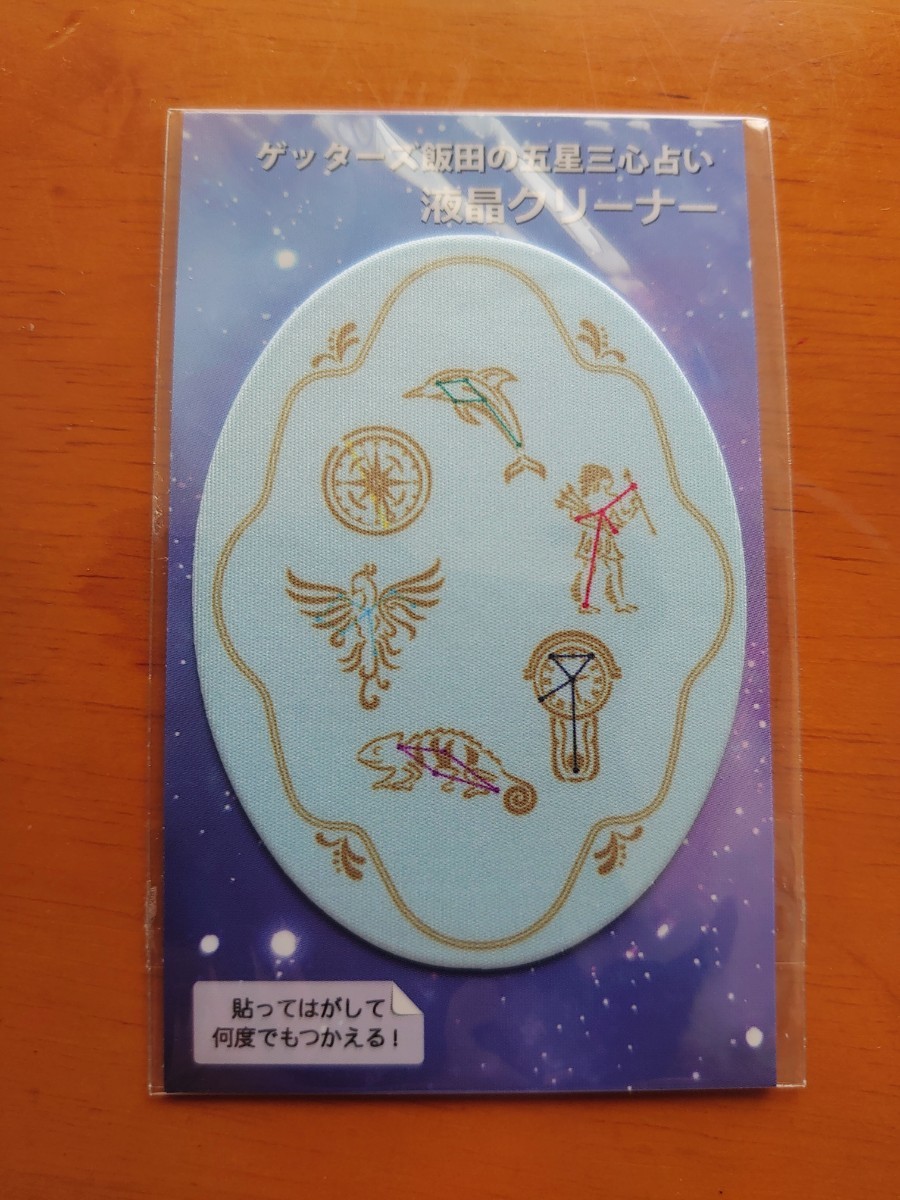 ゲッターズ飯田の五星三心占い
液晶クリーナー
貼ってはがして
何度でもつかえる!